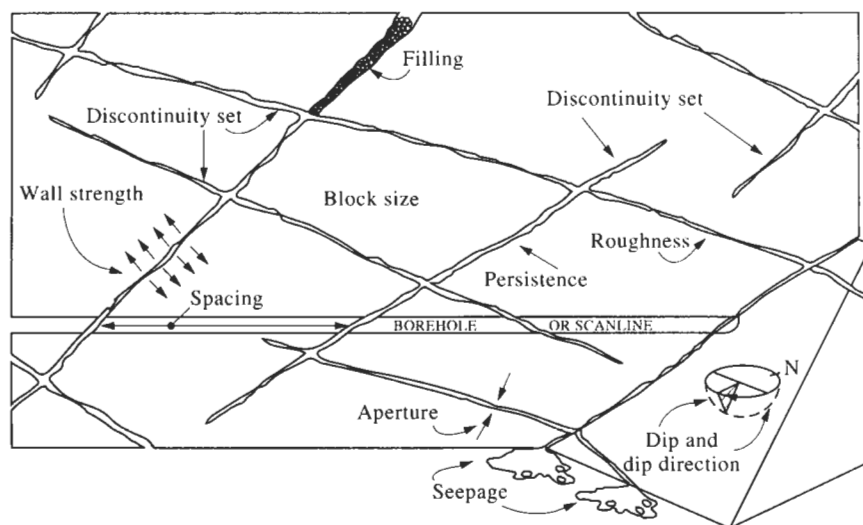 Filling
Discontinuity set
Discontinuity set
Wall strength
Block size
Roughness
Persistence
Spacing
BOREHOLE OR SCANLINE
N
Aperture
Dip and
dip direction
Seepage